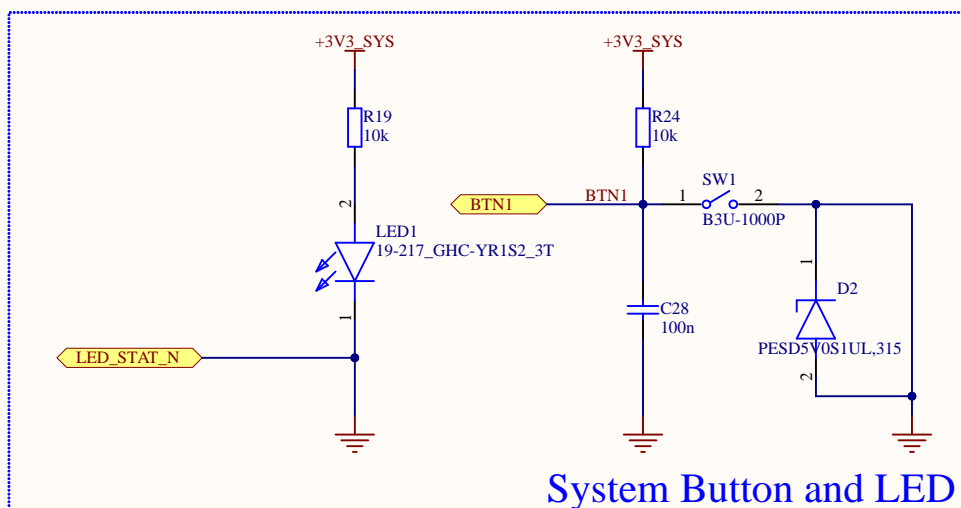 +3V3_SYS
+3V3_SYS
R19
10k
R24
10k
SW1
BTN1
BTN1
1
2
B3U-1000P
2
LED1
19-217_GHC-YR1S2_3T
1
D2
C28
100n
1
PESD5V0S1UL,315
LED_STAT_N
2
System Button and LED